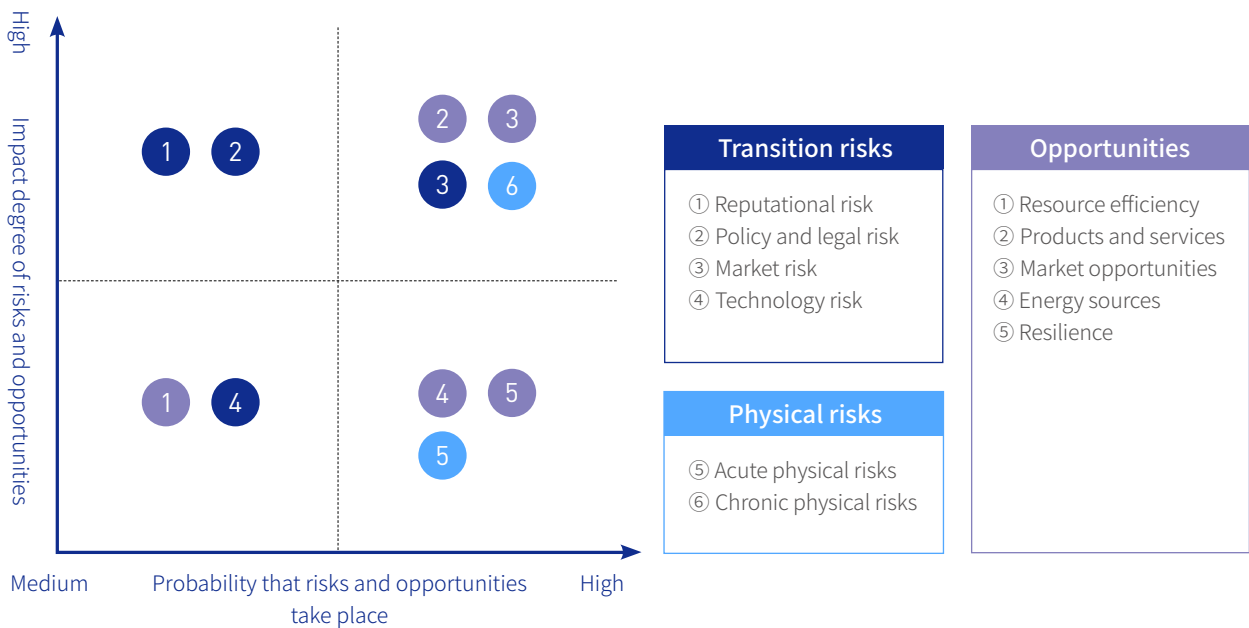 High
Impact degree of risks and opportunities
1
2
2
3
3
6
1
4
4
5
5
Medium
Probability that risks and opportunities
take place
High
Transition risks
① Reputational risk
② Policy and legal risk
③ Market risk
④ Technology risk
Physical risks
⑤ Acute physical risks
⑥ Chronic physical risks
Opportunities
① Resource efficiency
② Products and services
③ Market opportunities
④ Energy sources
⑤ Resilience